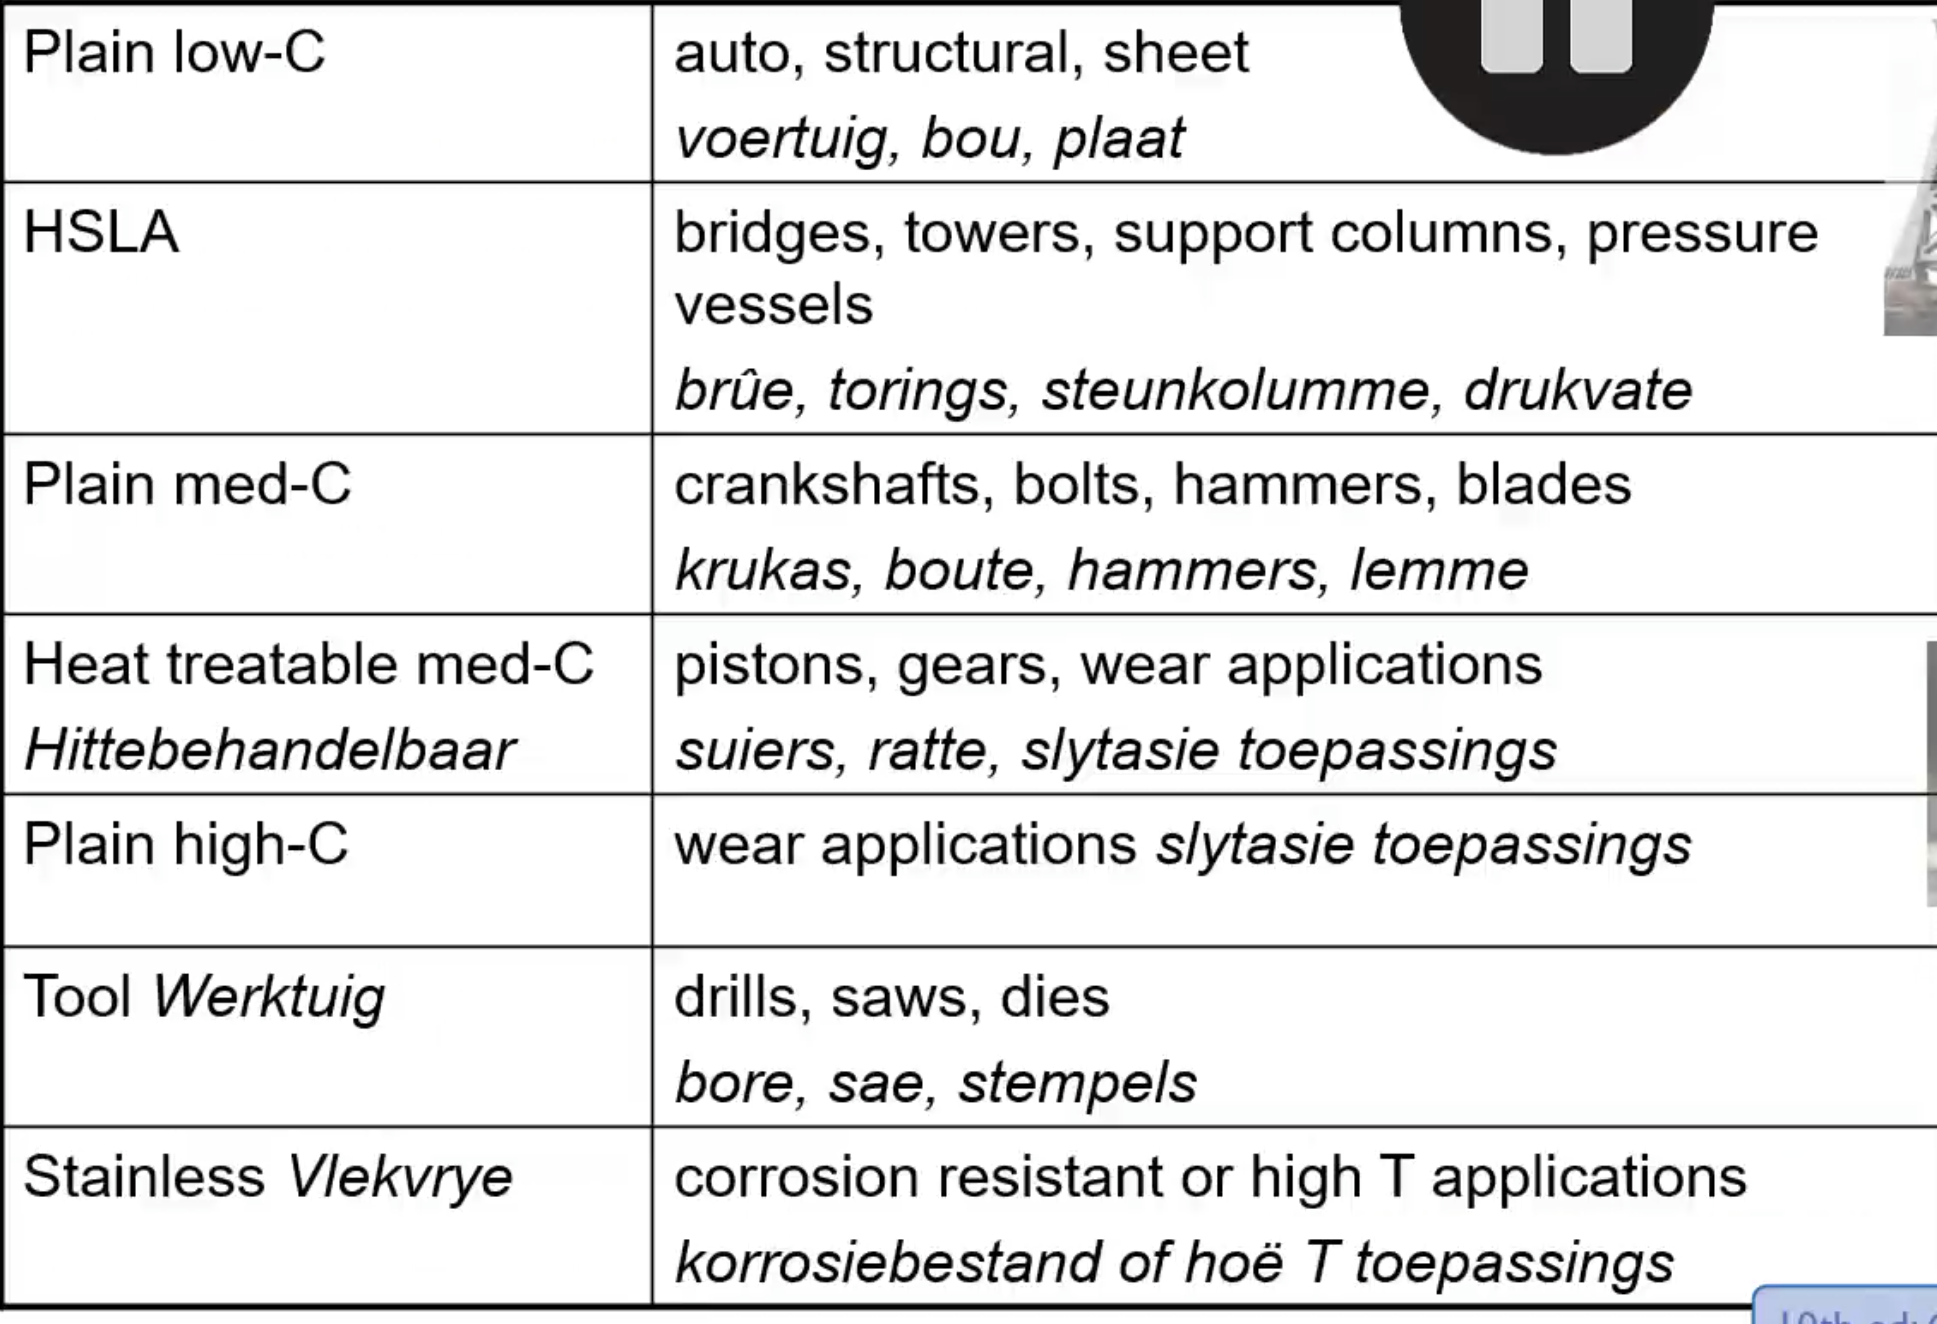 Plain low-C
auto, structural, sheet
voertuig, bou, plaat
HSLA
bridges, towers, support columns, pressure
vessels
brûe, torings, steunkolumme, drukvate
Plain med-C
crankshafts, bolts, hammers, blades
krukas, boute, hammers, lemme
Heat treatable med-C
Hittebehandelbaar
pistons, gears, wear applications
suiers, ratte, slytasie toepassings
Plain high-C
wear applications slytasie toepassings
Tool Werktuig
drills, saws, dies
bore, sae, stempels
Stainless Vlekvrye
corrosion resistant or high T applications
korrosiebestand of hoë T toepassings